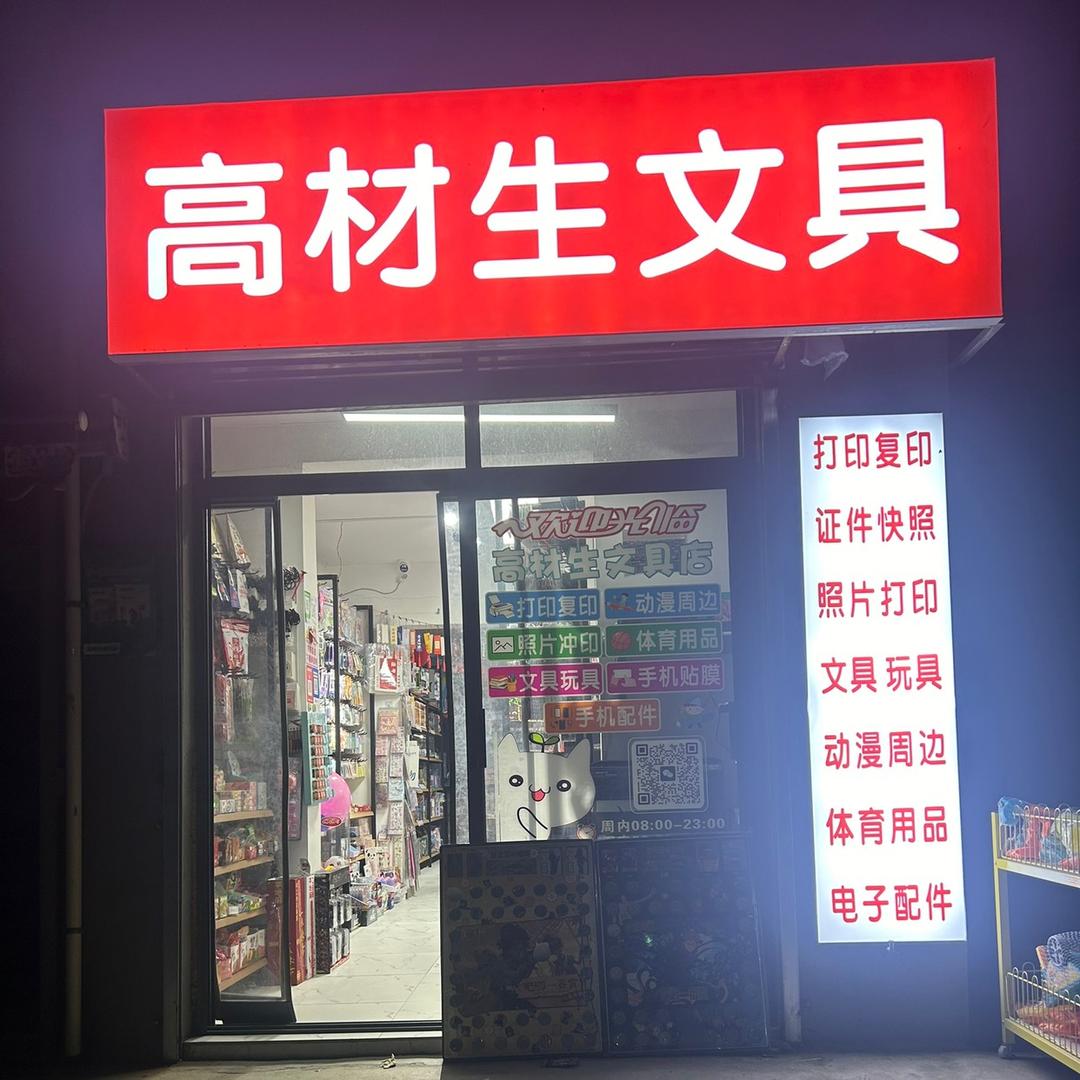 高材生文具
欢迎光临
高材生文具店
打印复印 动漫周边
照片冲印 体育用品
文具玩具 手机贴膜
手机配件
周内08:00-23:00
打印复印
证件快照
照片打印
文具 玩具
动漫周边
体育用品
电子配件